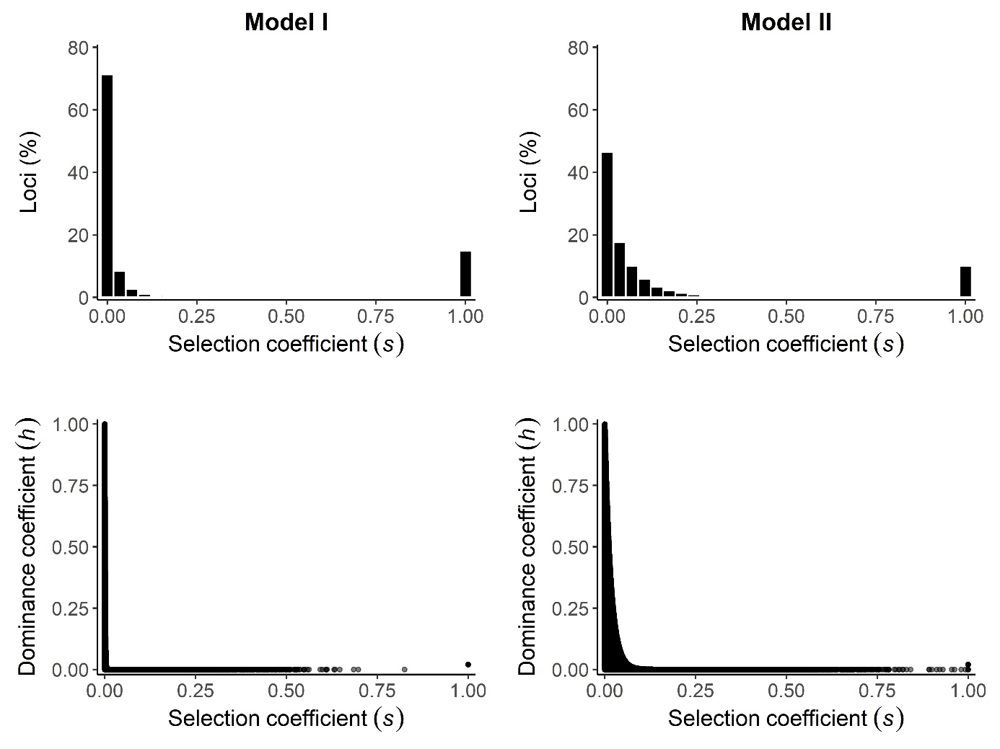 Model I
Model II
80
60
40
20
0
Loci (%)
0.00 0.25 0.50 0.75 1.00
Selection coefficient (s)
80
60
40
20
0
Loci (%)
0.00 0.25 0.50 0.75 1.00
Selection coefficient (s)
1.00
0.75
0.50
0.25
0.00
Dominance coefficient (h)
0.00 0.25 0.50 0.75 1.00
Selection coefficient (s)
1.00
0.75
0.50
0.25
0.00
Dominance coefficient (h)
0.00 0.25 0.50 0.75 1.00
Selection coefficient (s)